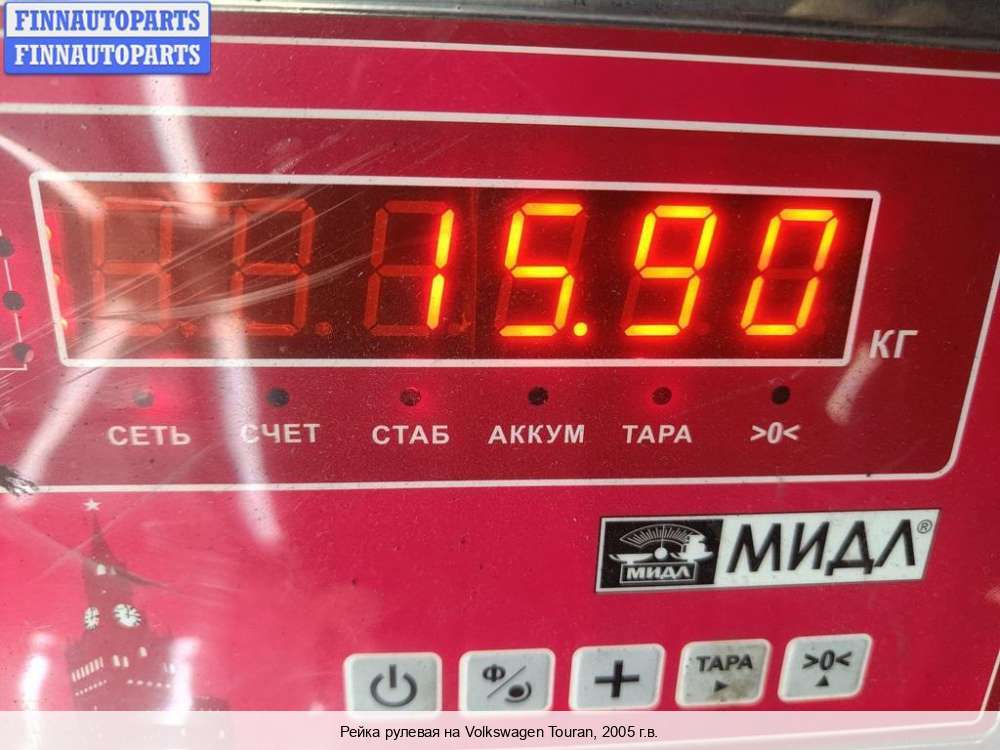 FINNAUTOPARTS
FINNAUTOPARTS
15.90
КГ
СЕТЬ СЧЕТ СТАБ АККУМ ТАРА >0<
МИДЛ МИДЛ®
Ф ТАРА >0<
Рейка рулевая на Volkswagen Touran, 2005 г.в.